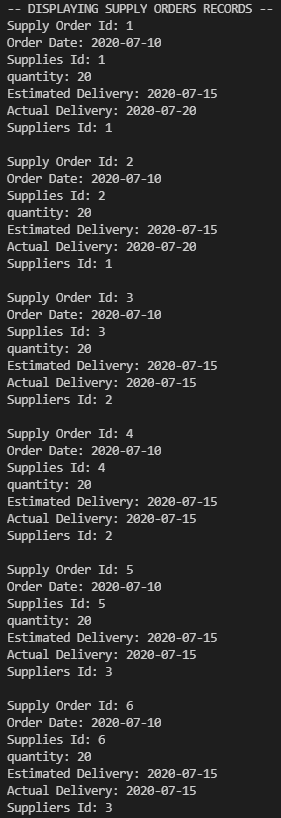 -- DISPLAYING SUPPLY ORDERS RECORDS --
Supply Order Id: 1
Order Date: 2020-07-10
Supplies Id: 1
quantity: 20
Estimated Delivery: 2020-07-15
Actual Delivery: 2020-07-20
Suppliers Id: 1

Supply Order Id: 2
Order Date: 2020-07-10
Supplies Id: 2
quantity: 20
Estimated Delivery: 2020-07-15
Actual Delivery: 2020-07-20
Suppliers Id: 1

Supply Order Id: 3
Order Date: 2020-07-10
Supplies Id: 3
quantity: 20
Estimated Delivery: 2020-07-15
Actual Delivery: 2020-07-15
Suppliers Id: 2

Supply Order Id: 4
Order Date: 2020-07-10
Supplies Id: 4
quantity: 20
Estimated Delivery: 2020-07-15
Actual Delivery: 2020-07-15
Suppliers Id: 2

Supply Order Id: 5
Order Date: 2020-07-10
Supplies Id: 5
quantity: 20
Estimated Delivery: 2020-07-15
Actual Delivery: 2020-07-15
Suppliers Id: 3

Supply Order Id: 6
Order Date: 2020-07-10
Supplies Id: 6
quantity: 20
Estimated Delivery: 2020-07-15
Actual Delivery: 2020-07-15
Suppliers Id: 3